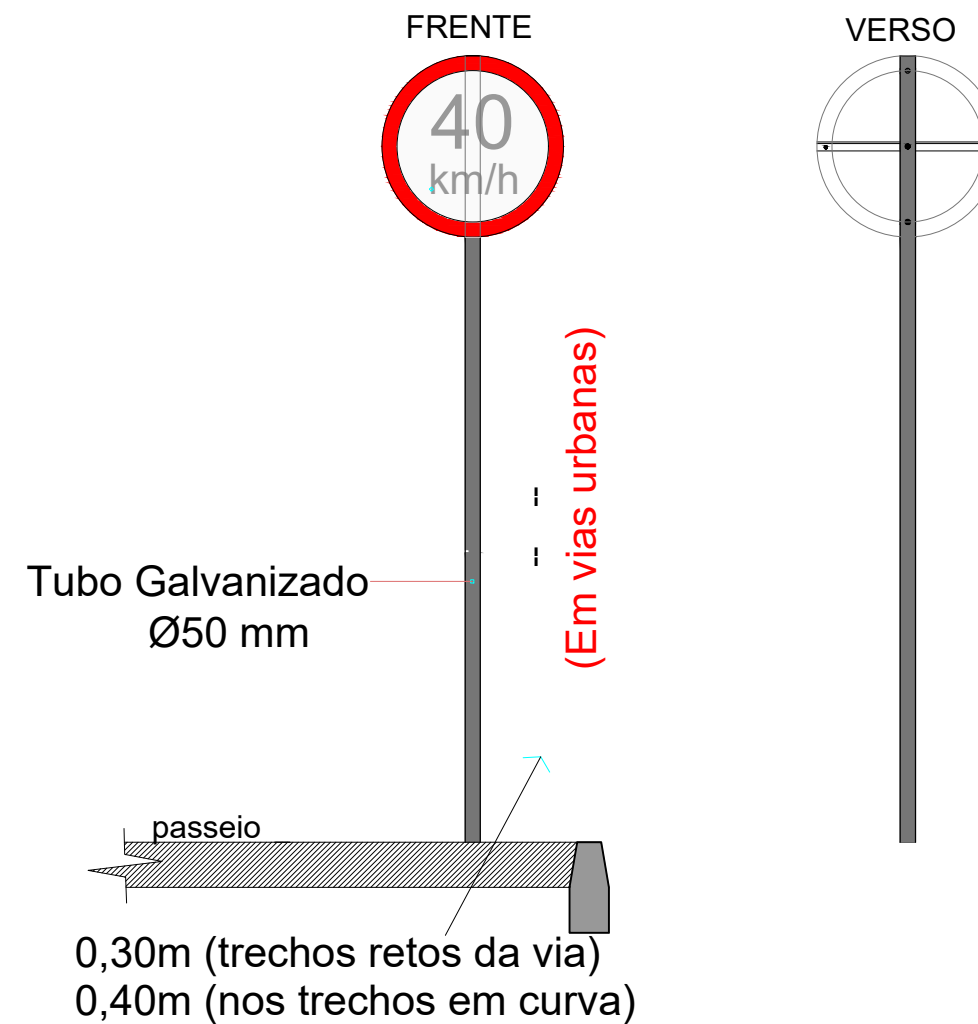 FRENTE
VERSO
40
km/h
(Em vias urbanas)
Tubo Galvanizado
Ø50 mm
passeio
0,30m (trechos retos da via)
0,40m (nos trechos em curva)